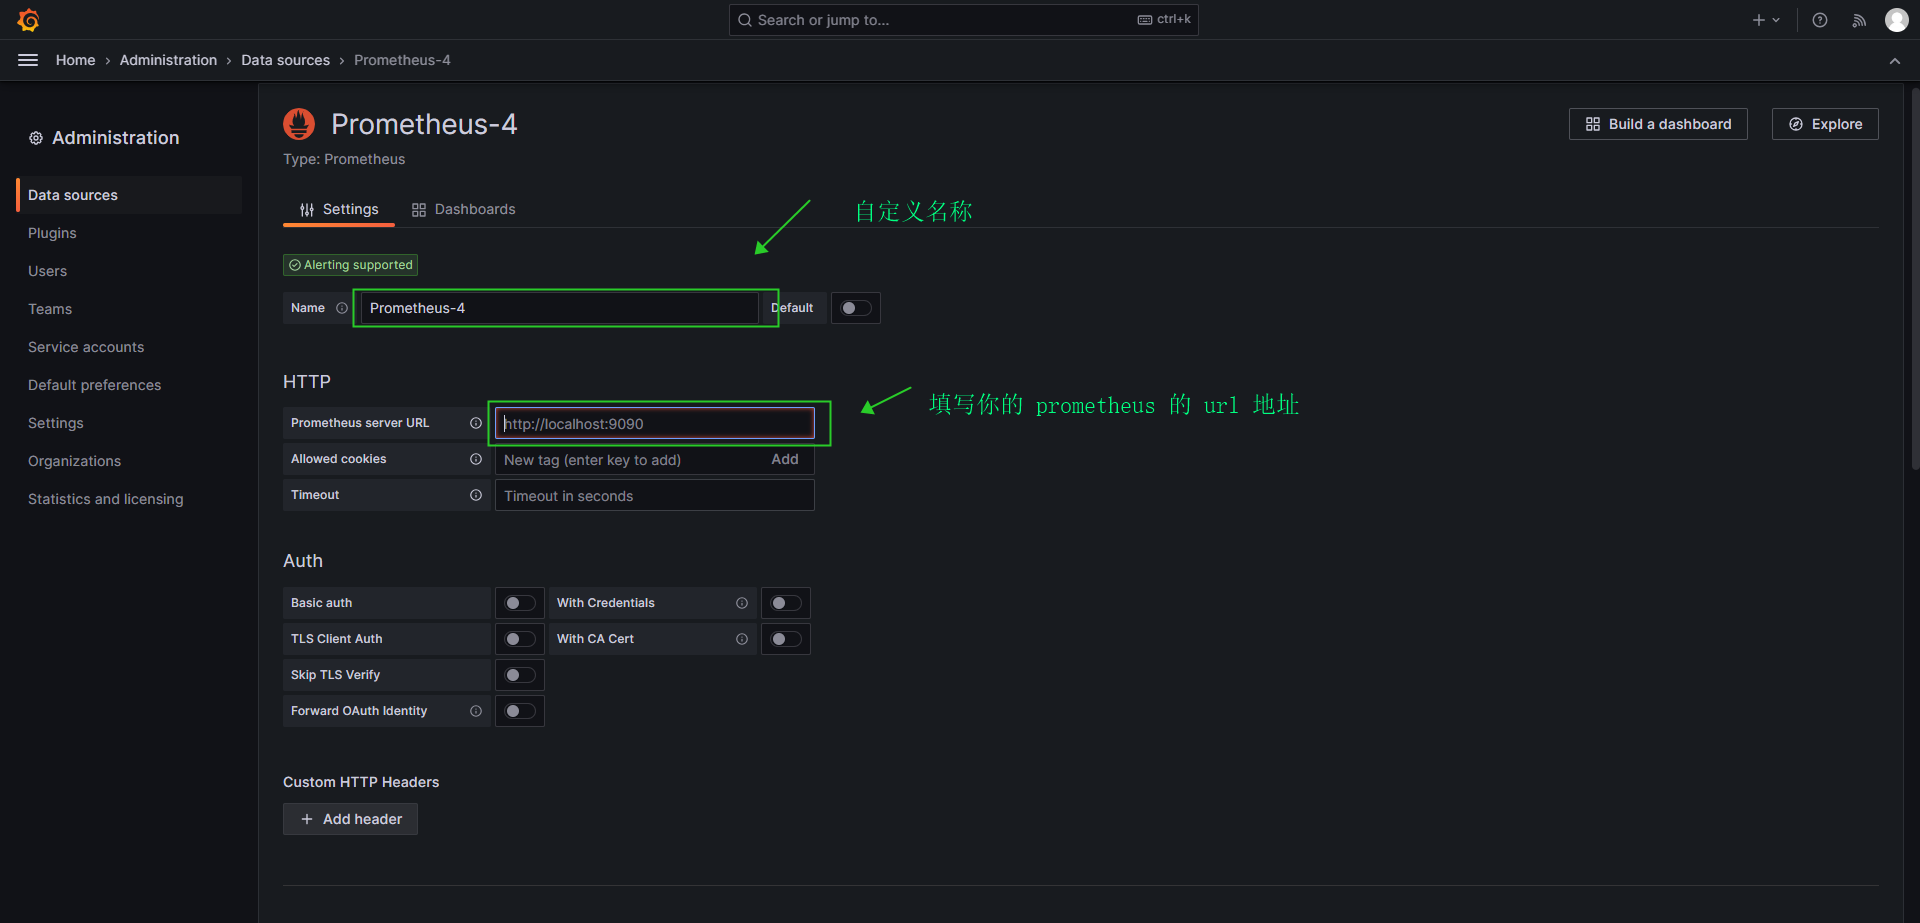 Search or jump to...
ctrl+k
Home › Administration › Data sources › Prometheus-4
Administration
Data sources
Plugins
Users
Teams
Service accounts
Default preferences
Settings
Organizations
Statistics and licensing
Prometheus-4
Type: Prometheus
Build a dashboard
Explore
Settings
Dashboards
自定义名称
Alerting supported
Name
Prometheus-4
Default
HTTP
填写你的 prometheus 的 url 地址
Prometheus server URL
http://localhost:9090
Allowed cookies
New tag (enter key to add)
Add
Timeout
Timeout in seconds
Auth
Basic auth
With Credentials
TLS Client Auth
With CA Cert
Skip TLS Verify
Forward OAuth Identity
Custom HTTP Headers
+ Add header